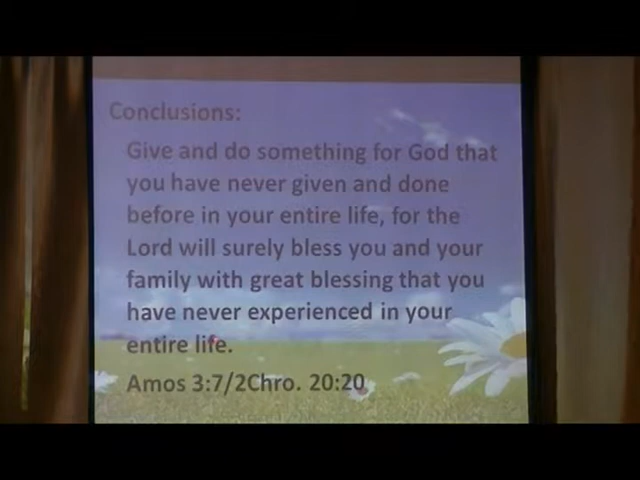 Conclusions:
Give and do something for God that
you have never given and done
before in your entire life, for the
Lord will surely bless you and your
family with great blessing that you
have never experienced in your
entire life.
Amos 3:7/2Chro. 20:20